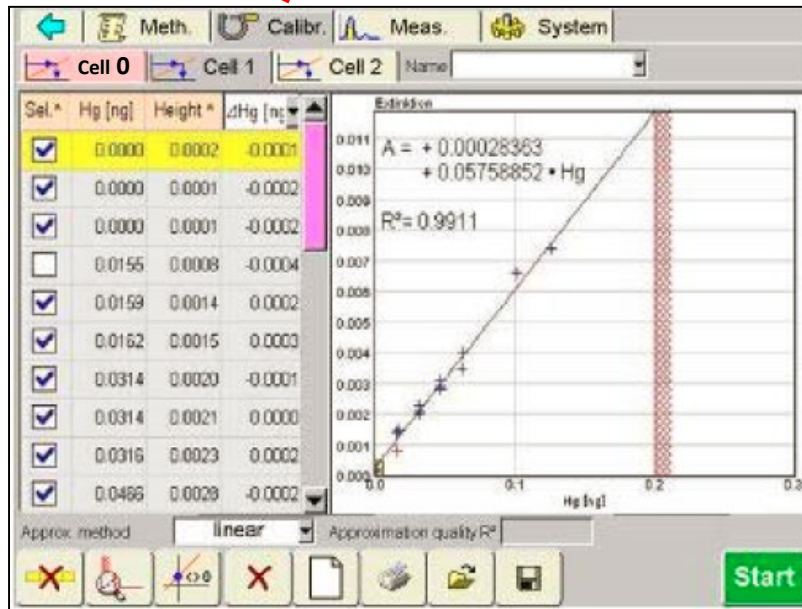 Meth. Calibr. Meas. System
Cell 0 Cell 1 Cell 2 Name
Sel.^ Hg [ng] Height ^ ⊿Hg [ng
0.0000 0.0002 -0.0001
0.0000 0.0001 -0.0002
0.0000 0.0001 -0.0002
0.0155 0.0008 -0.0004
0.0159 0.0014 0.0002
0.0162 0.0015 0.0003
0.0314 0.0020 -0.0001
0.0314 0.0021 0.0000
0.0316 0.0023 0.0002
0.0466 0.0028 -0.0002
Extinktion
A = + 0.00028363
+ 0.05758852 • Hg
R²= 0.9911
0.011
0.010
0.009
0.008
0.007
0.006
0.005
0.004
0.003
0.002
0.001
0.000
0.0 0.1 0.2 0.3
Hg [ng]
Approx. method linear Approximation quality R²
<>0
Start